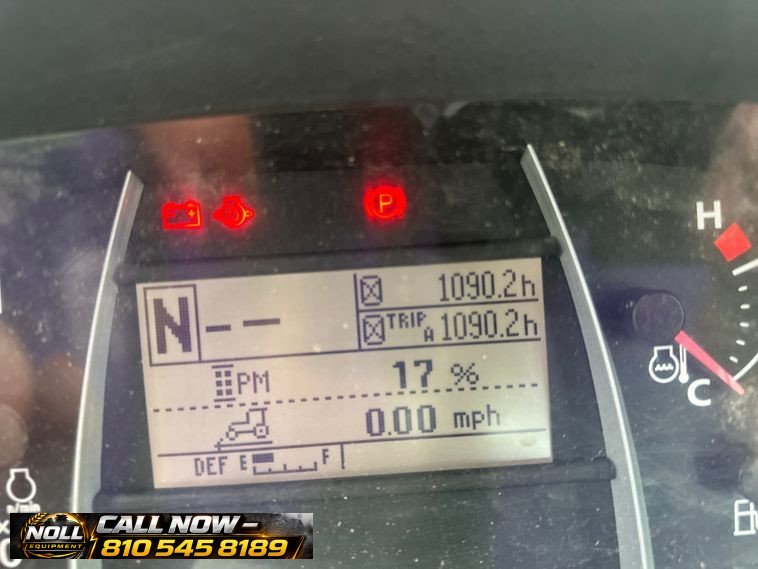 P
H
1090.2h
N--
TRIP A 1090.2h
PM 17 %
0.00 mph
C
DEF E F
NOLL
EQUIPMENT
CALL NOW –
810 545 8189